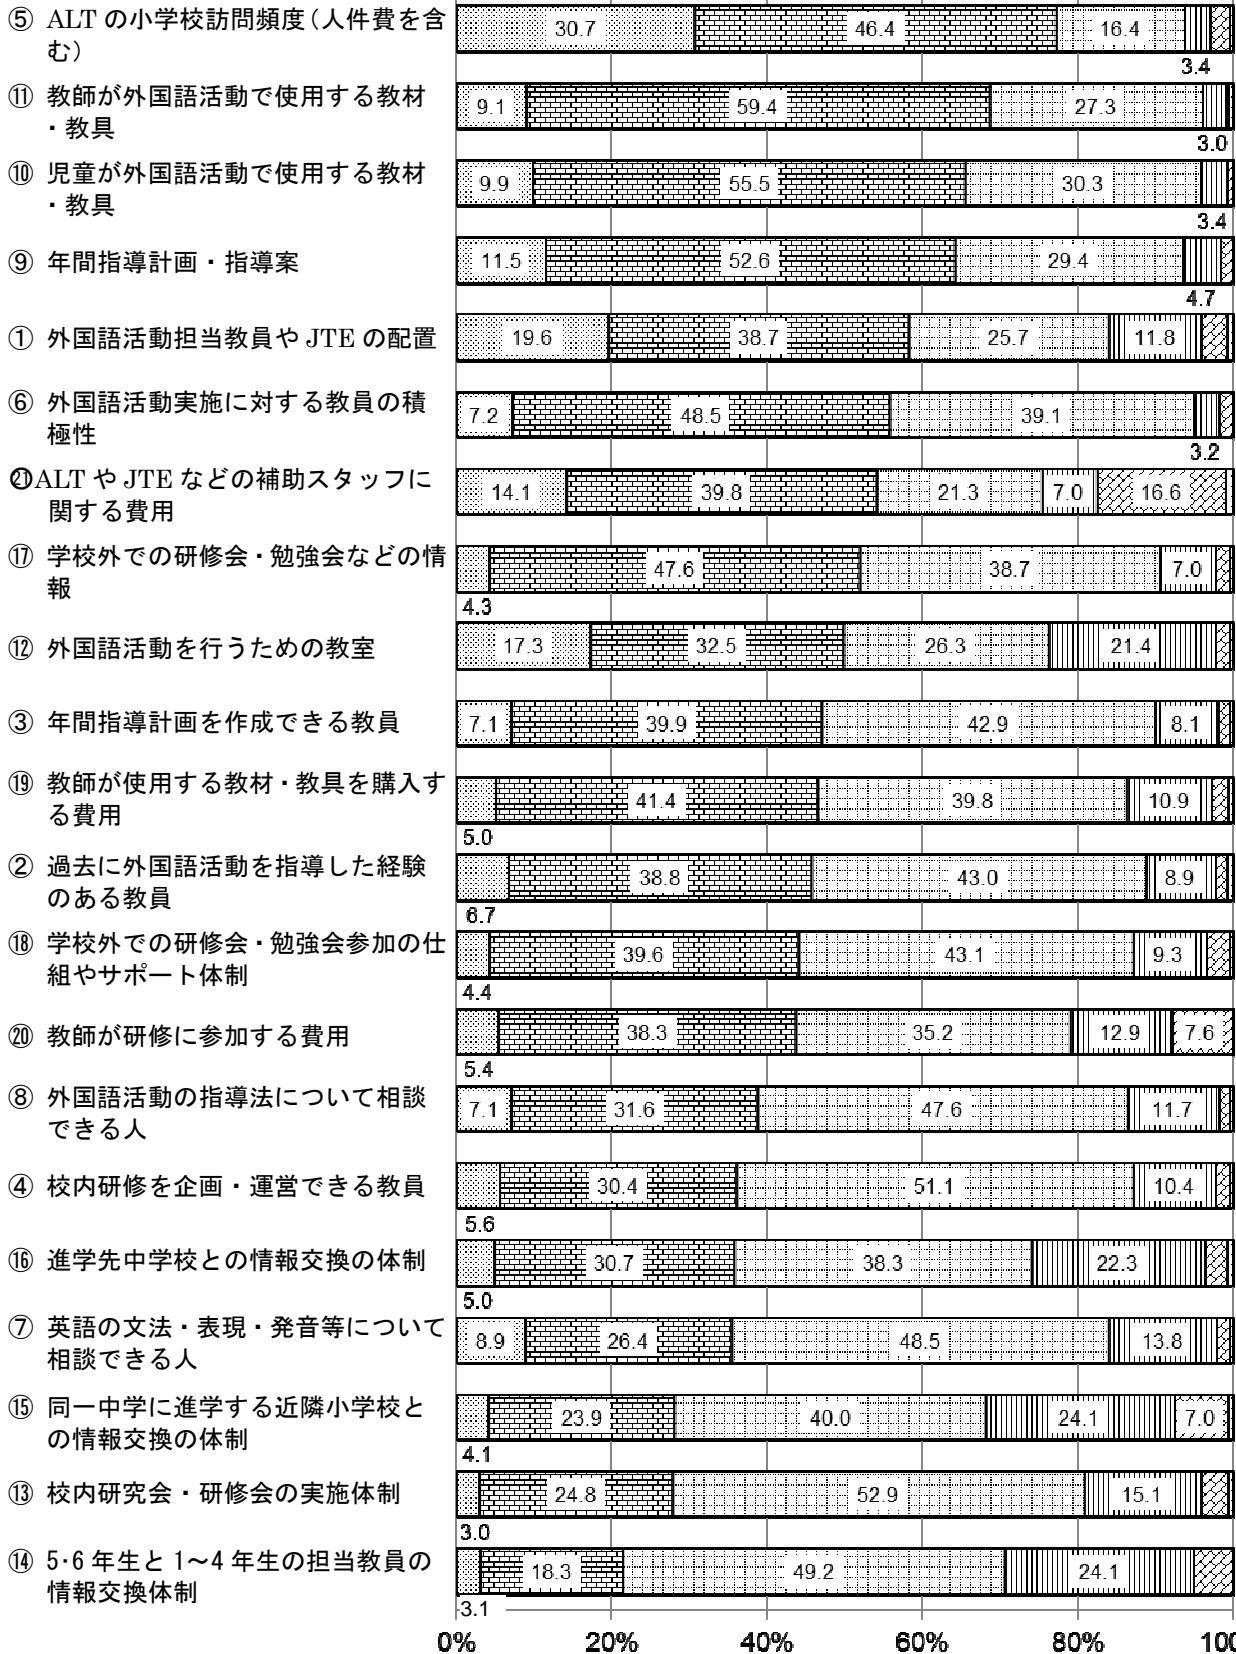 ⑤ ALT の小学校訪問頻度（人件費を含
む）
30.7 46.4 16.4
3.4
⑪ 教師が外国語活動で使用する教材
・教具
9.1 59.4 27.3
3.0
⑩ 児童が外国語活動で使用する教材
・教具
9.9 55.5 30.3
3.4
⑨ 年間指導計画・指導案
11.5 52.6 29.4
4.7
① 外国語活動担当教員や JTE の配置
19.6 38.7 25.7 11.8
⑥ 外国語活動実施に対する教員の積
極性
7.2 48.5 39.1
3.2
㉑ALT や JTE などの補助スタッフに
関する費用
14.1 39.8 21.3 7.0 16.6
⑰ 学校外での研修会・勉強会などの情
報
47.6 38.7 7.0
4.3
⑫ 外国語活動を行うための教室
17.3 32.5 26.3 21.4
③ 年間指導計画を作成できる教員
7.1 39.9 42.9 8.1
⑲ 教師が使用する教材・教具を購入す
る費用
41.4 39.8 10.9
5.0
② 過去に外国語活動を指導した経験
のある教員
38.8 43.0 8.9
6.7
⑱ 学校外での研修会・勉強会参加の仕
組やサポート体制
39.6 43.1 9.3
4.4
⑳ 教師が研修に参加する費用
38.3 35.2 12.9 7.6
5.4
⑧ 外国語活動の指導法について相談
できる人
7.1 31.6 47.6 11.7
④ 校内研修を企画・運営できる教員
30.4 51.1 10.4
5.6
⑯ 進学先中学校との情報交換の体制
30.7 38.3 22.3
5.0
⑦ 英語の文法・表現・発音等について
相談できる人
8.9 26.4 48.5 13.8
⑮ 同一中学に進学する近隣小学校と
の情報交換の体制
23.9 40.0 24.1 7.0
4.1
⑬ 校内研究会・研修会の実施体制
24.8 52.9 15.1
3.0
⑭ 5･6 年生と 1～4 年生の担当教員の
情報交換体制
18.3 49.2 24.1
3.1
0% 20% 40% 60% 80% 100